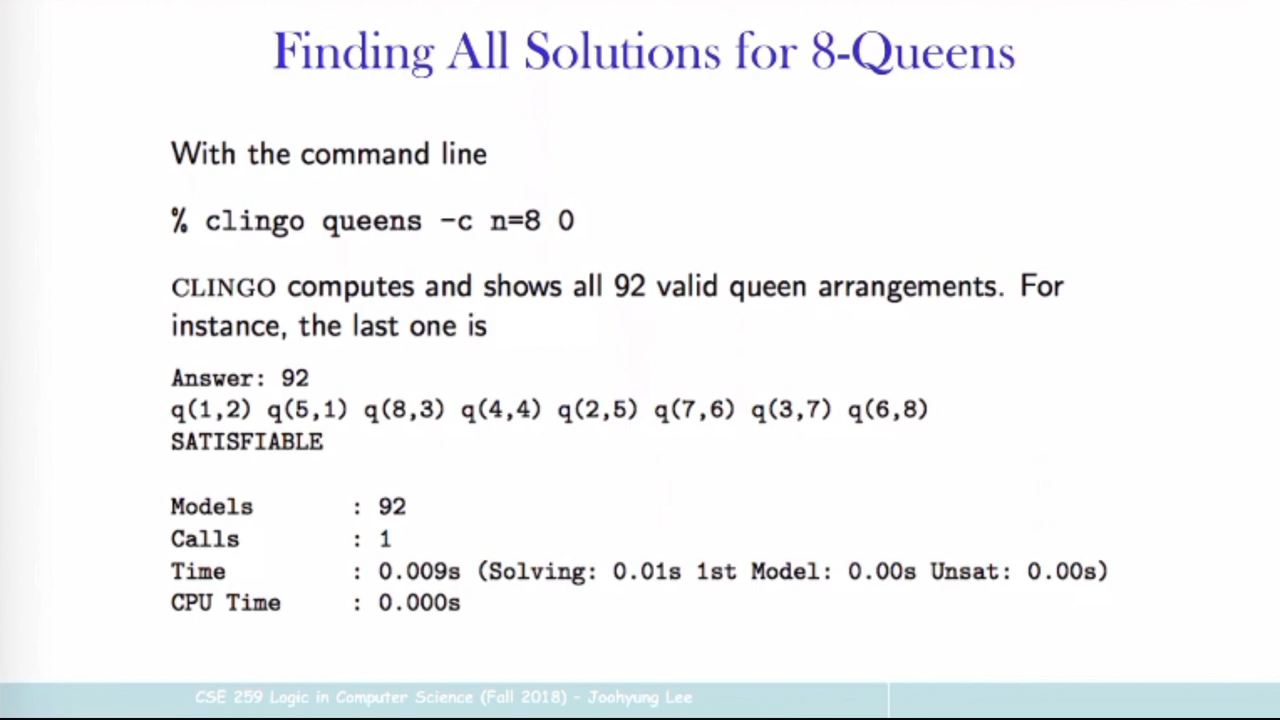 Finding All Solutions for 8-Queens
With the command line
% clingo queens -c n=8 0
CLINGO computes and shows all 92 valid queen arrangements. For
instance, the last one is
Answer: 92
q(1,2) q(5,1) q(8,3) q(4,4) q(2,5) q(7,6) q(3,7) q(6,8)
SATISFIABLE
Models : 92
Calls : 1
Time : 0.009s (Solving: 0.01s 1st Model: 0.00s Unsat: 0.00s)
CPU Time : 0.000s
CSE 259 Logic in Computer Science (Fall 2018) - Joohyung Lee